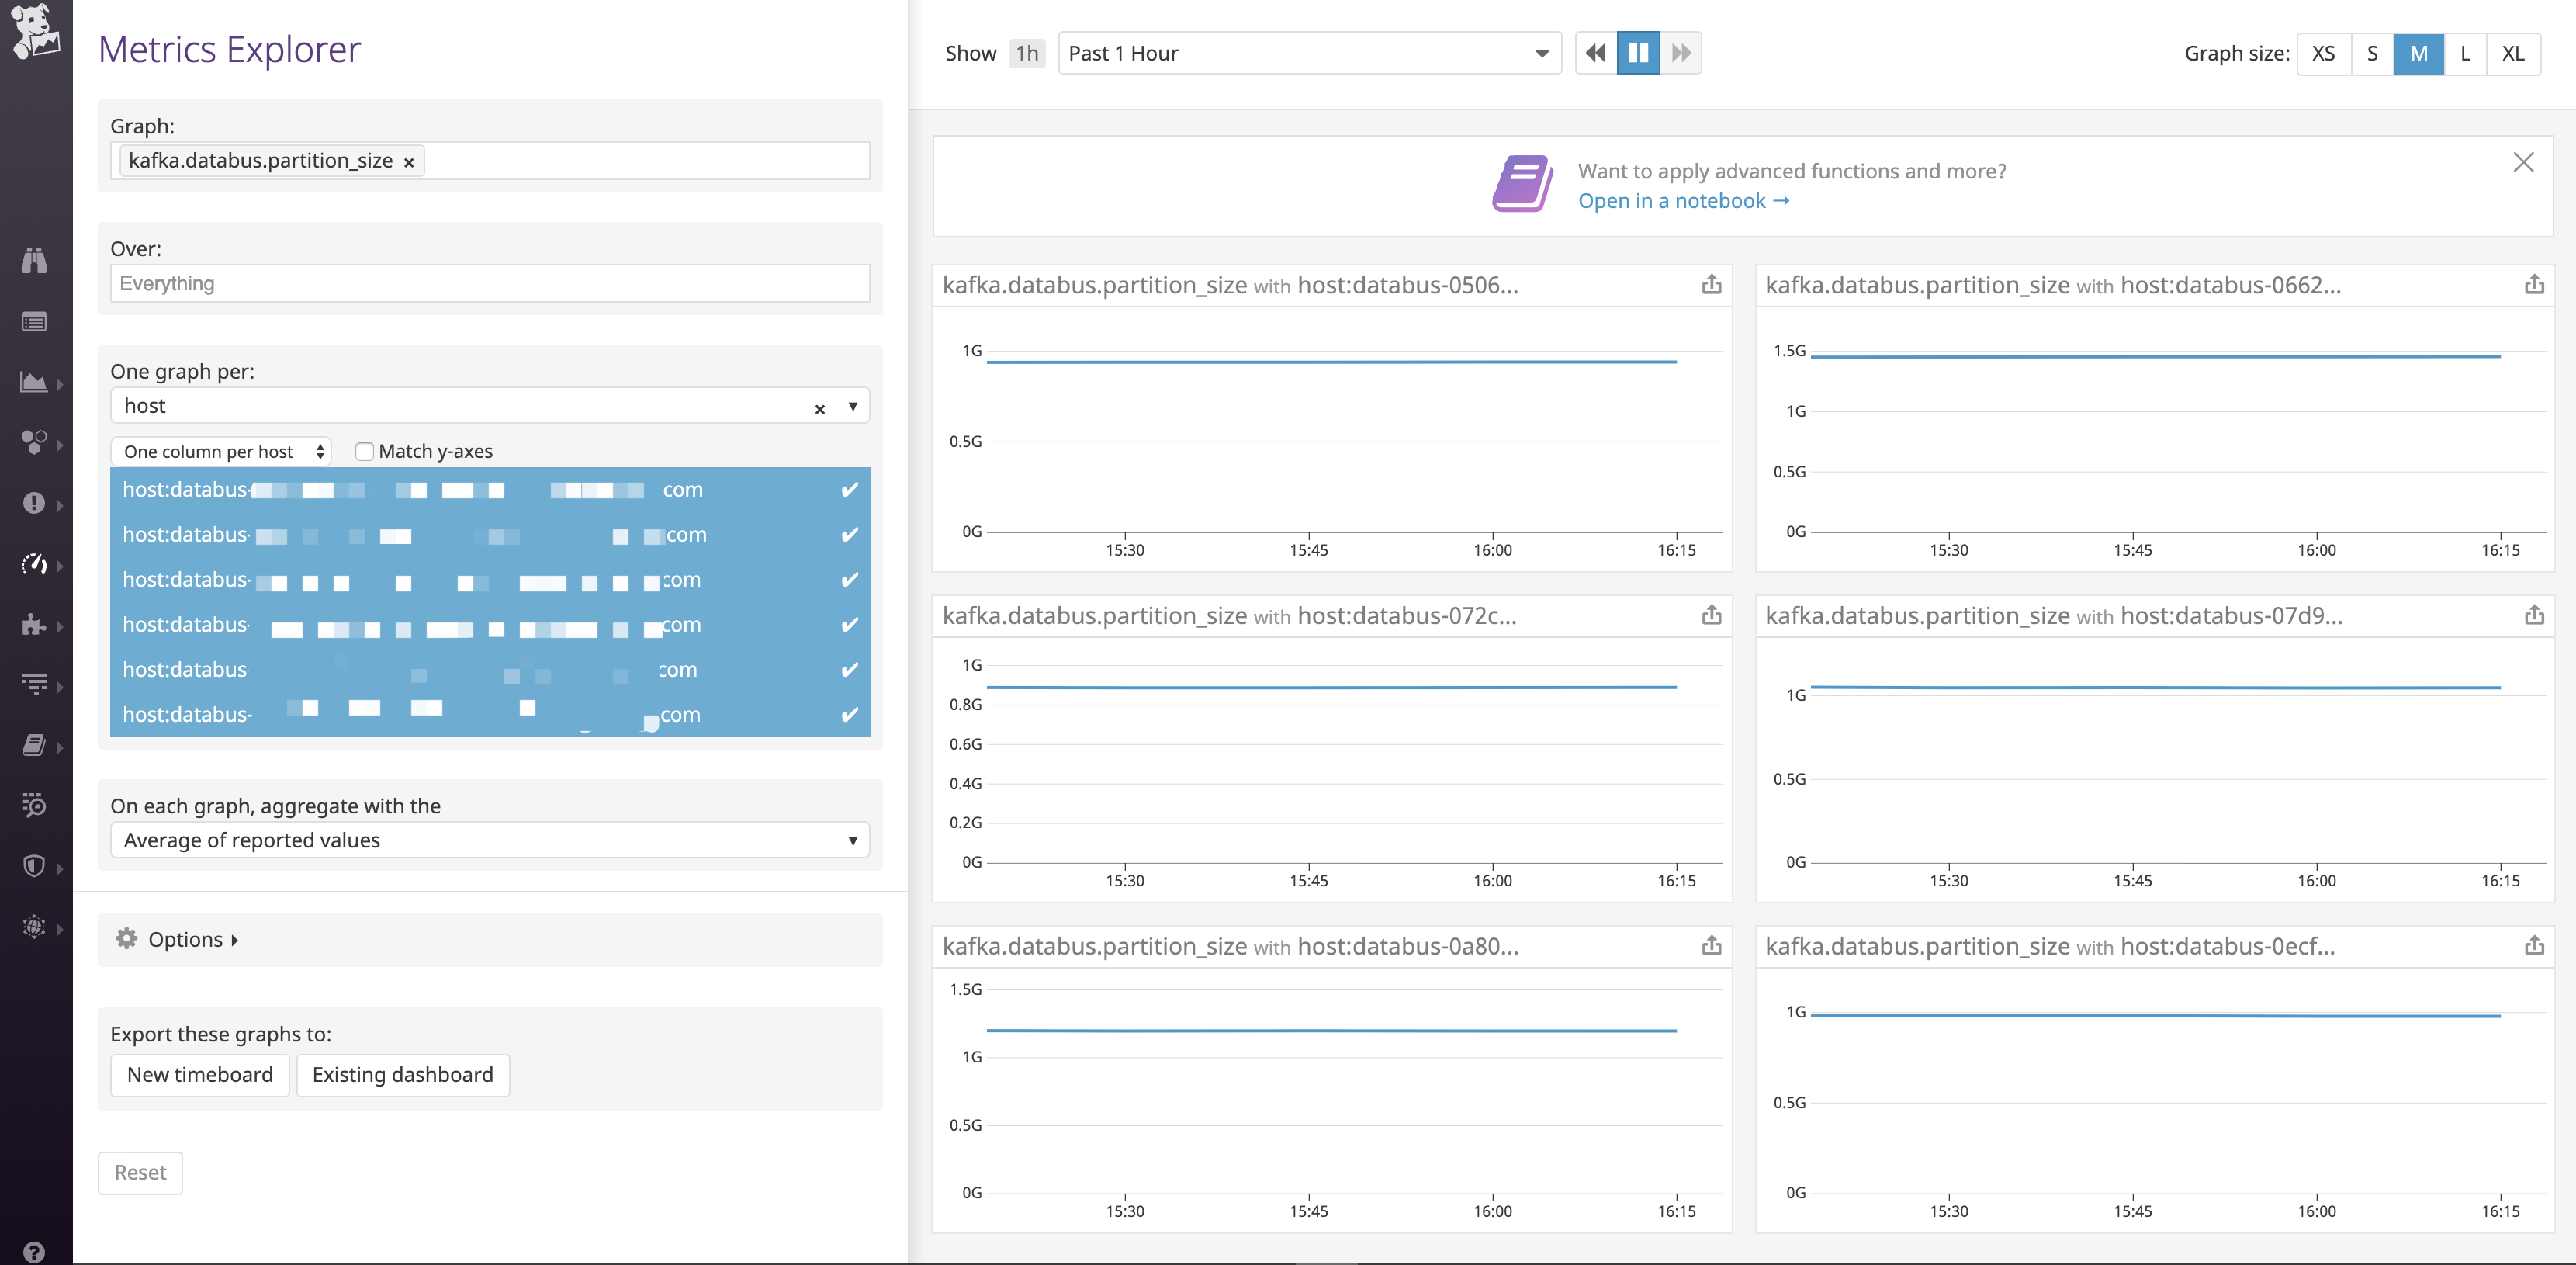 Metrics Explorer
Graph:
kafka.databus.partition_size ×
Over:
Everything
One graph per:
host × ▼
One column per host Match y-axes
host:databus- com ✔
host:databus- com ✔
host:databus- com ✔
host:databus- com ✔
host:databus com ✔
host:databus- com ✔
On each graph, aggregate with the
Average of reported values ▼
Options
Export these graphs to:
New timeboard Existing dashboard
Reset
Show 1h Past 1 Hour
Graph size: XS S M L XL
Want to apply advanced functions and more?
Open in a notebook →
kafka.databus.partition_size with host:databus-0506...
1G
0.5G
0G
15:30 15:45 16:00 16:15
kafka.databus.partition_size with host:databus-0662...
1.5G
1G
0.5G
0G
15:30 15:45 16:00 16:15
kafka.databus.partition_size with host:databus-072c...
1G
0.8G
0.6G
0.4G
0.2G
0G
15:30 15:45 16:00 16:15
kafka.databus.partition_size with host:databus-07d9...
1G
0.5G
0G
15:30 15:45 16:00 16:15
kafka.databus.partition_size with host:databus-0a80...
1.5G
1G
0.5G
0G
15:30 15:45 16:00 16:15
kafka.databus.partition_size with host:databus-0ecf...
1G
0.5G
0G
15:30 15:45 16:00 16:15